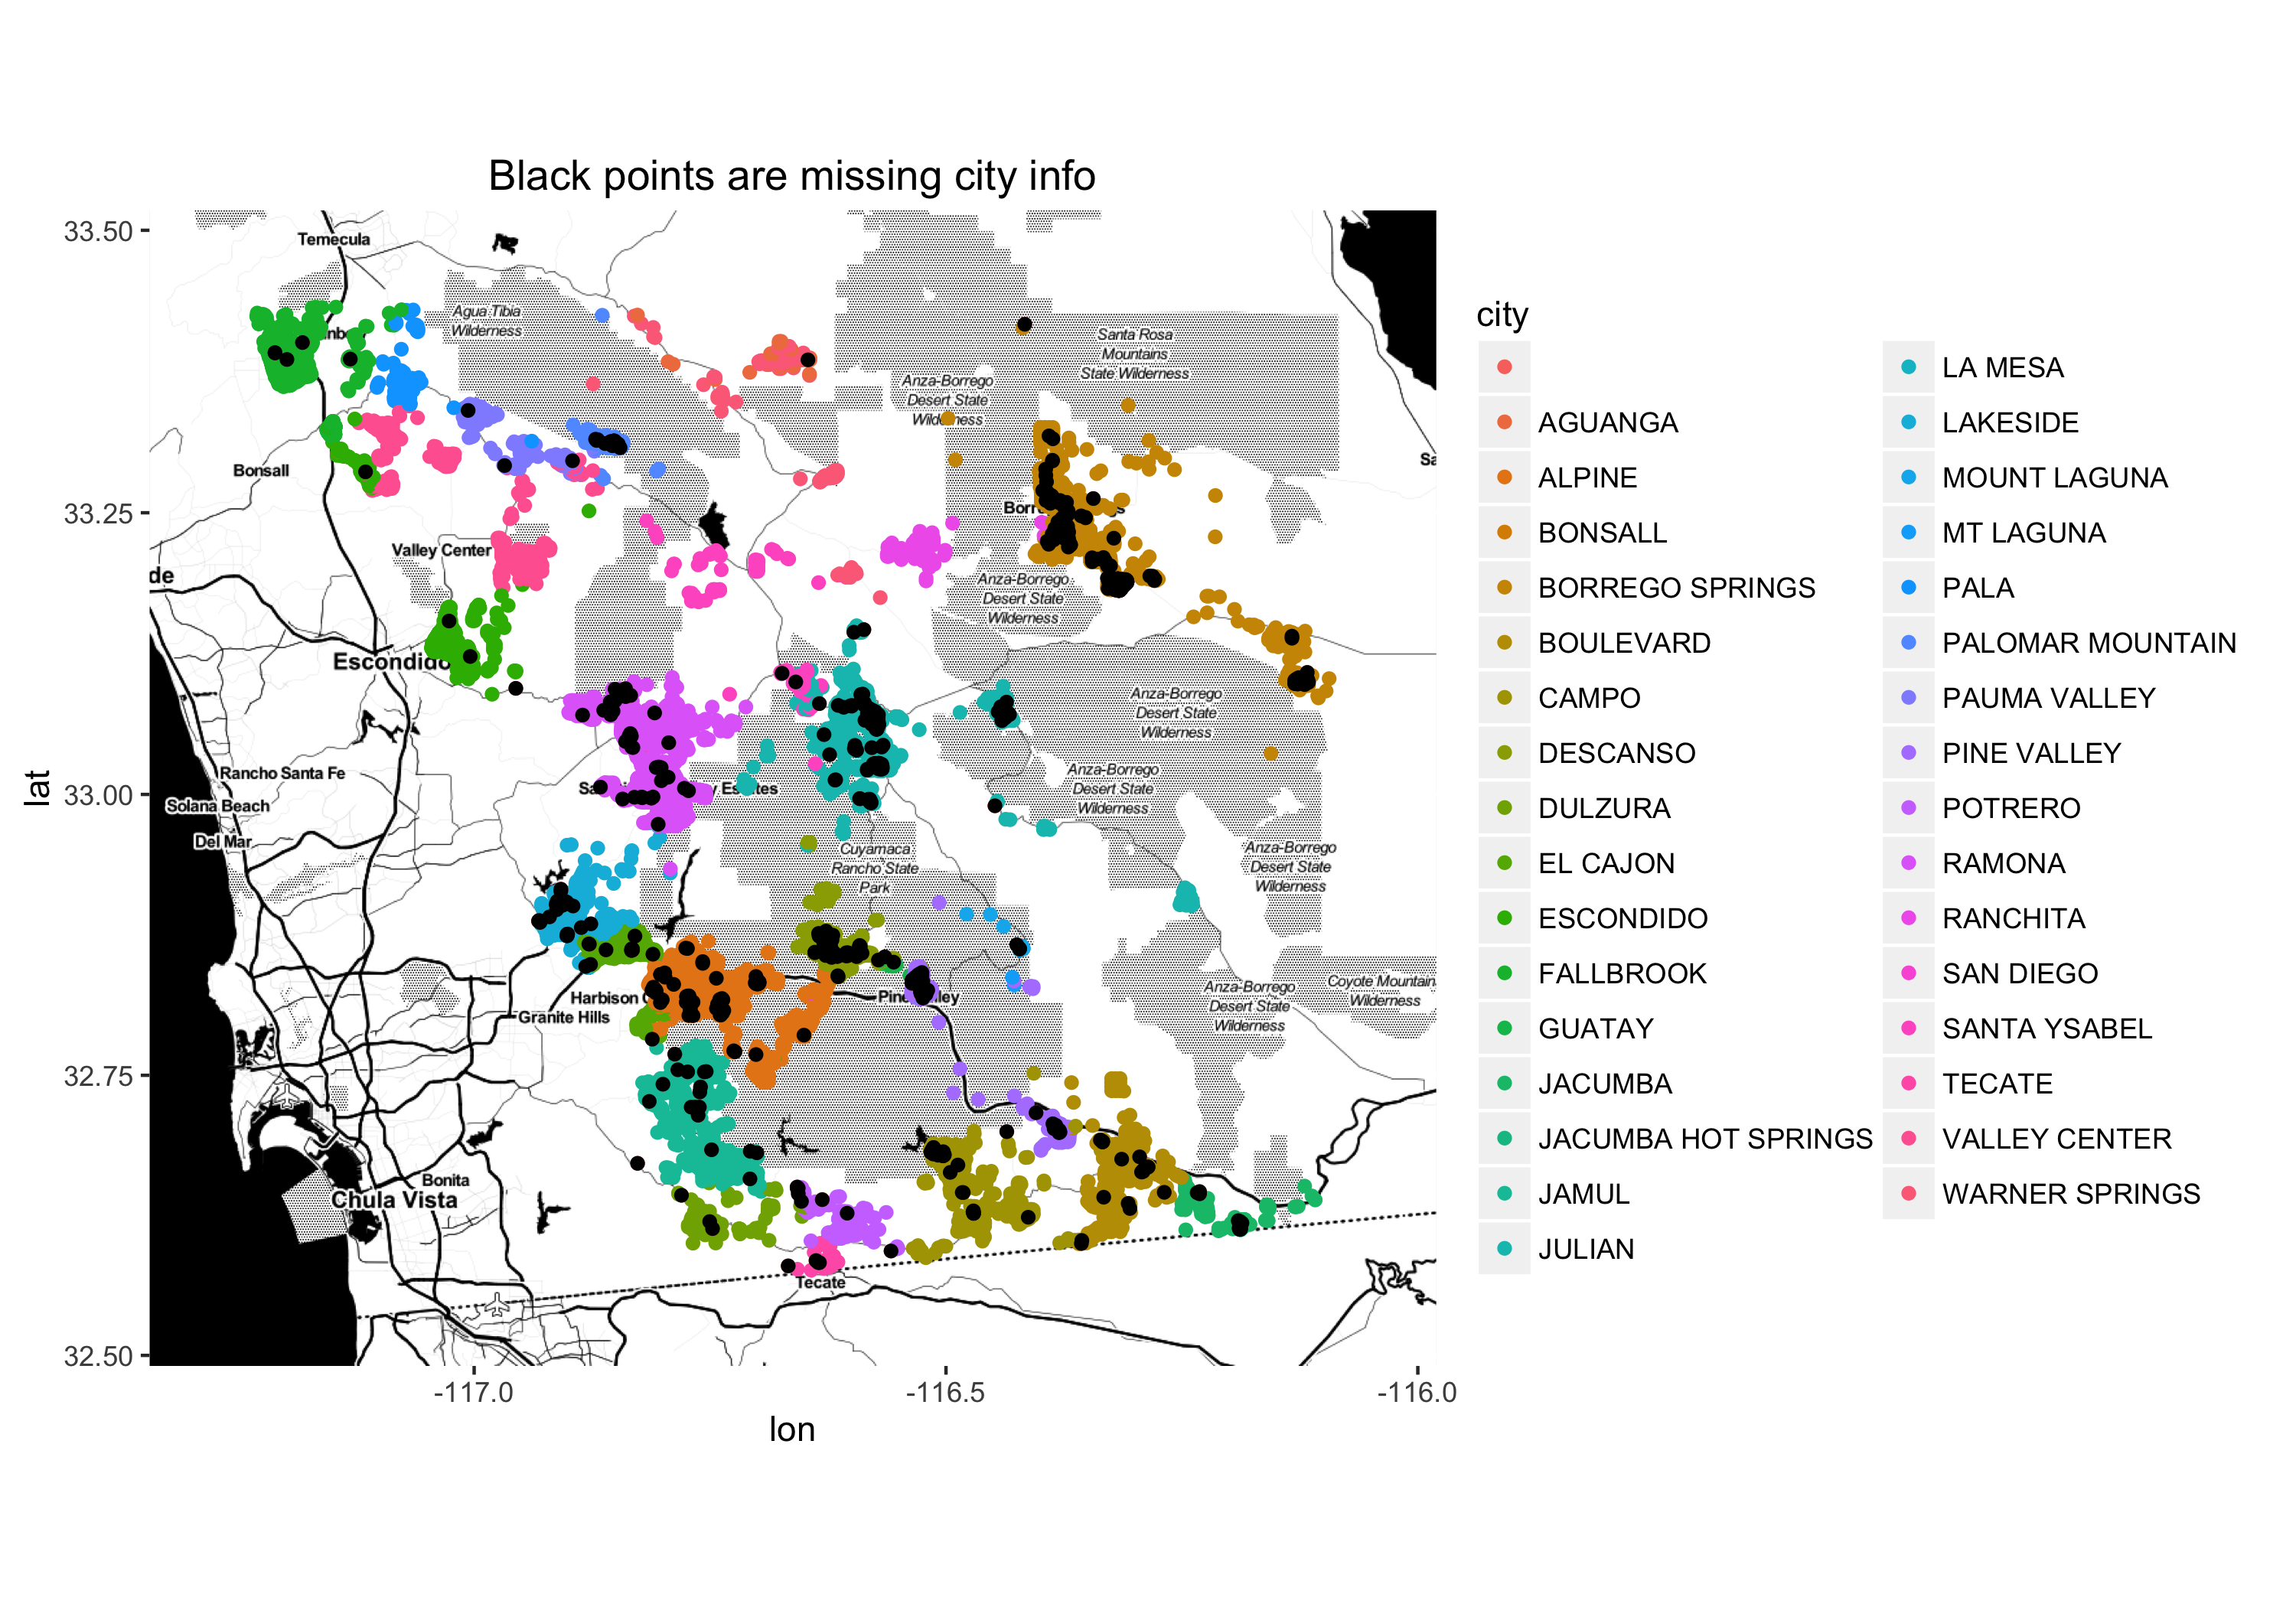 Black points are missing city info
33.50
33.25
33.00
32.75
32.50
lat
-117.0
-116.5
-116.0
lon
Temecula
Agua Tibia
Wilderness
Santa Rosa
Mountains
State Wilderness
Anza-Borrego
Desert State
Wilderness
Bonsall
Valley Center
Anza-Borrego
Desert State
Wilderness
Escondido
Anza-Borrego
Desert State
Wilderness
Rancho Santa Fe
Solana Beach
Del Mar
Anza-Borrego
Desert State
Wilderness
Cuyamaca
Rancho State
Park
Anza-Borrego
Desert State
Wilderness
Harbison
Granite Hills
Anza-Borrego
Desert State
Wilderness
Coyote Mountain
Wilderness
Bonita
Chula Vista
Tecate
city
AGUANGA
ALPINE
BONSALL
BORREGO SPRINGS
BOULEVARD
CAMPO
DESCANSO
DULZURA
EL CAJON
ESCONDIDO
FALLBROOK
GUATAY
JACUMBA
JACUMBA HOT SPRINGS
JAMUL
JULIAN
LA MESA
LAKESIDE
MOUNT LAGUNA
MT LAGUNA
PALA
PALOMAR MOUNTAIN
PAUMA VALLEY
PINE VALLEY
POTRERO
RAMONA
RANCHITA
SAN DIEGO
SANTA YSABEL
TECATE
VALLEY CENTER
WARNER SPRINGS